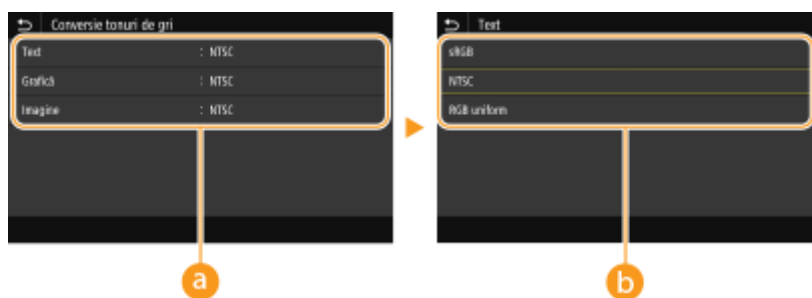 Conversie tonuri de gri
Text : NTSC
Grafică : NTSC
Imagine : NTSC
a
Text
sRGB
NTSC
RGB uniform
b